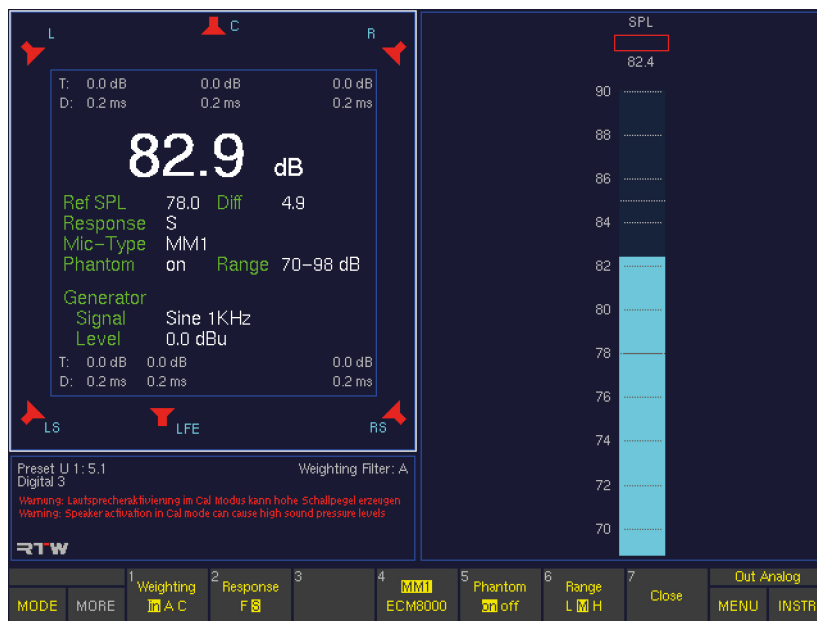 L C R
T: 0.0 dB 0.0 dB 0.0 dB
D: 0.2 ms 0.2 ms 0.2 ms
82.9 dB
Ref SPL 78.0 Diff 4.9
Response S
Mic-Type MM1
Phantom on Range 70-98 dB
Generator
Signal Sine 1KHz
Level 0.0 dBu
T: 0.0 dB 0.0 dB 0.0 dB
D: 0.2 ms 0.2 ms 0.2 ms
LS LFE RS
Preset U 1: 5.1 Weighting Filter: A
Digital 3
Warnung: Lautsprecheraktivierung im Cal Modus kann hohe Schallpegel erzeugen
Warning: Speaker activation in Cal mode can cause high sound pressure levels
RTW
SPL
82.4
90
88
86
84
82
80
78
76
74
72
70
MODE MORE
1 Weighting
lin A C
2 Response
F S
3
4 MM1
ECM8000
5 Phantom
on off
6 Range
L M H
7 Close
Out Analog
MENU INSTR